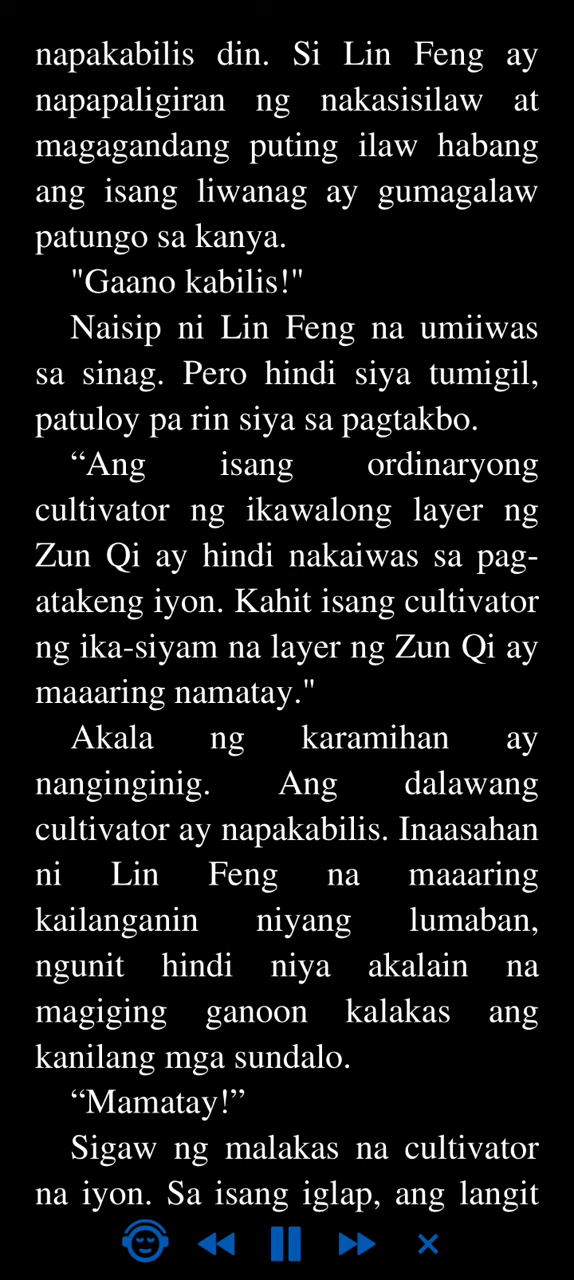 napakabilis din. Si Lin Feng ay
napapaligiran ng nakasisilaw at
magagandang puting ilaw habang
ang isang liwanag ay gumagalaw
patungo sa kanya.
"Gaano kabilis!"
Naisip ni Lin Feng na umiiwas
sa sinag. Pero hindi siya tumigil,
patuloy pa rin siya sa pagtakbo.
“Ang isang ordinaryong
cultivator ng ikawalong layer ng
Zun Qi ay hindi nakaiwas sa pag-
atakeng iyon. Kahit isang cultivator
ng ika-siyam na layer ng Zun Qi ay
maaaring namatay."
Akala ng karamihan ay
nanginginig. Ang dalawang
cultivator ay napakabilis. Inaasahan
ni Lin Feng na maaaring
kailanganin niyang lumaban,
ngunit hindi niya akalain na
magiging ganoon kalakas ang
kanilang mga sundalo.
“Mamatay!”
Sigaw ng malakas na cultivator
na iyon. Sa isang iglap, ang langit